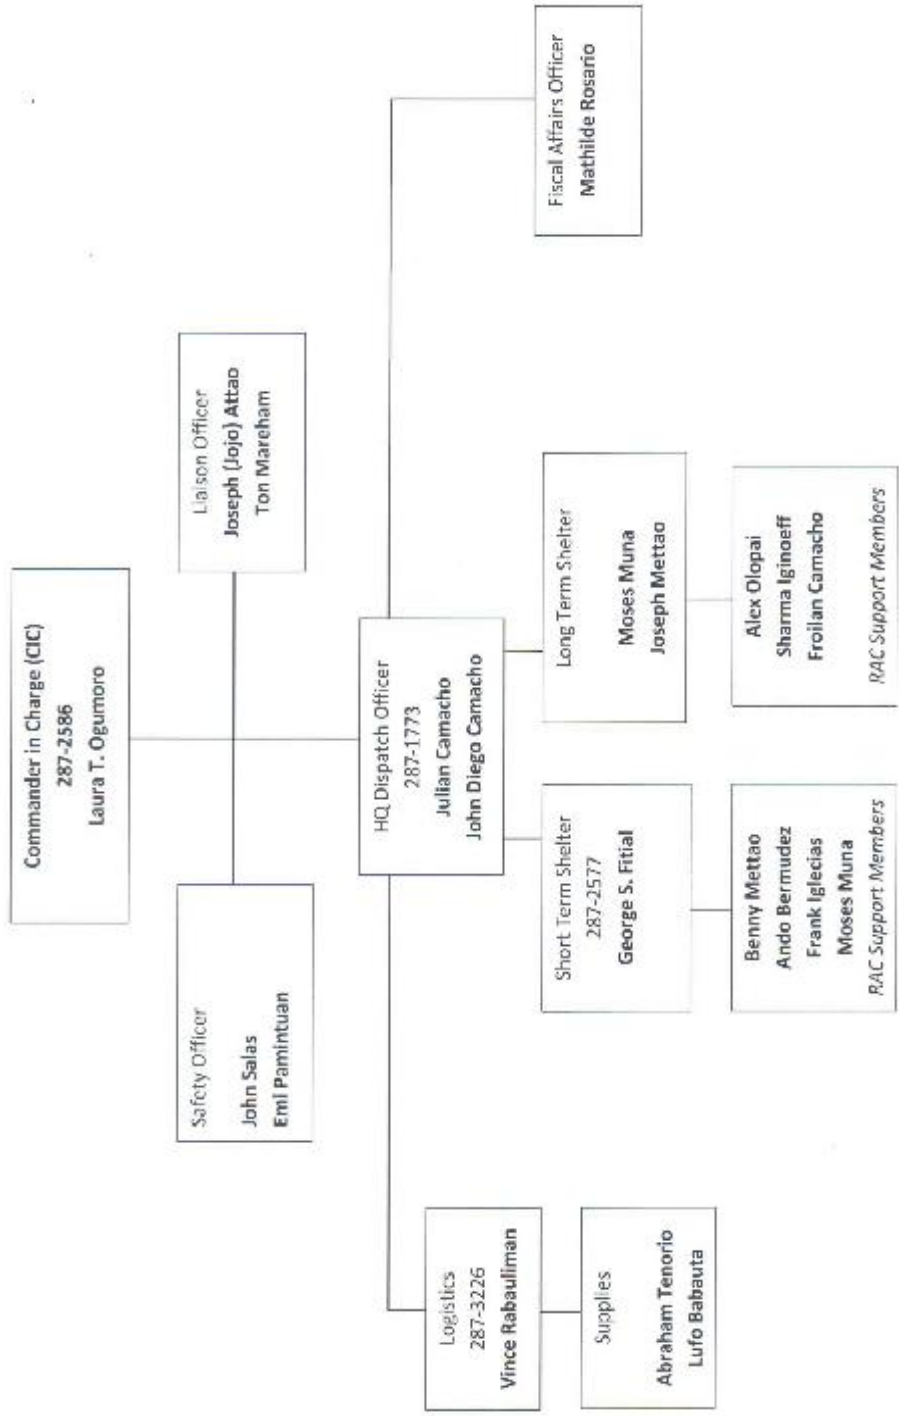 Commander in Charge (CIC)
287-2586
Laura T. Ogumoro
Safety Officer
John Salas
Emi Pamintuan
Liaison Officer
Joseph (Jojo) Attao
Ton Mareham
HQ Dispatch Officer
287-1773
Julian Camacho
John Diego Camacho
Logistics
287-3226
Vince Rabauliman
Supplies
Abraham Tenorio
Lufo Babauta
Short Term Shelter
287-2577
George S. Fitial
Benny Mettao
Ando Bermudez
Frank Iglecias
Moses Muna
RAC Support Members
Long Term Shelter
Moses Muna
Joseph Mettao
Alex Olopai
Sharma Iginoeff
Froilan Camacho
RAC Support Members
Fiscal Affairs Officer
Mathilde Rosario